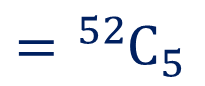 = ⁵²C₅